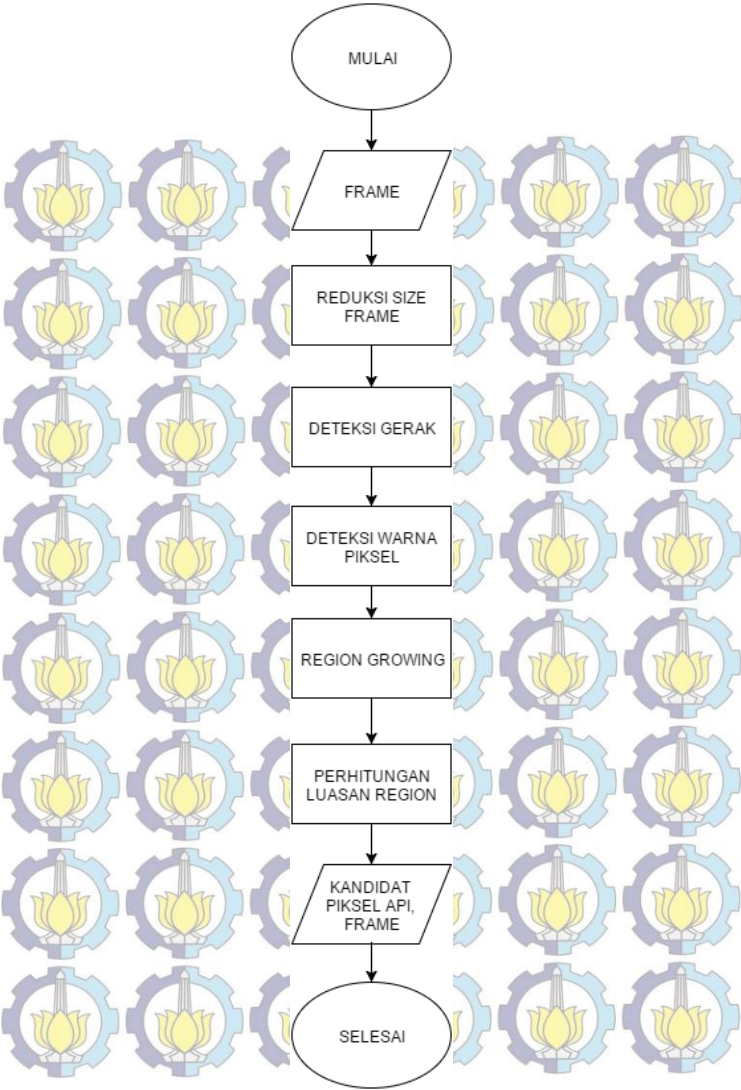 MULAI
FRAME
REDUKSI SIZE
FRAME
DETEKSI GERAK
DETEKSI WARNA
PIKSEL
REGION GROWING
PERHITUNGAN
LUASAN REGION
KANDIDAT
PIKSEL API,
FRAME
SELESAI